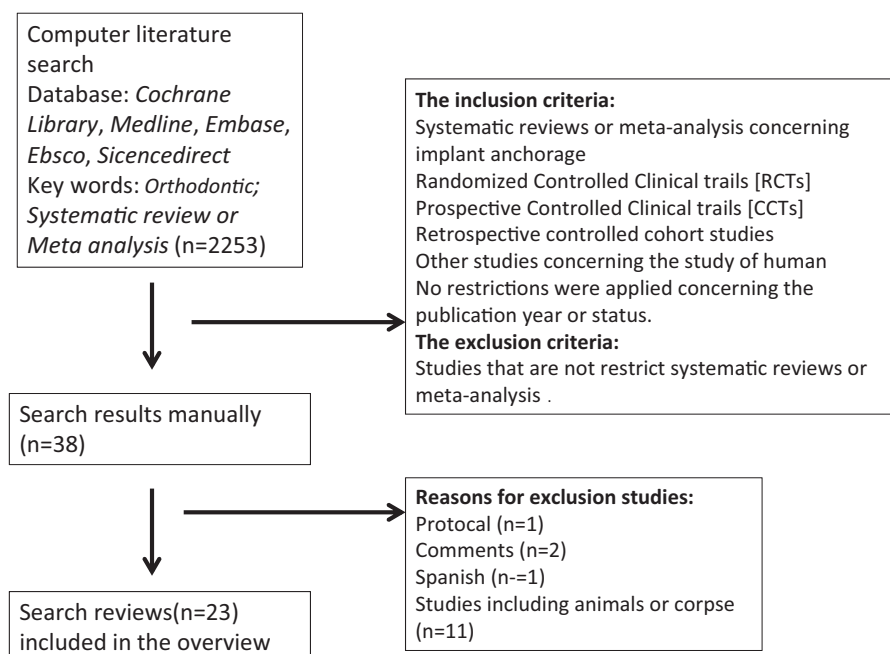 Computer literature
search
Database: Cochrane
Library, Medline, Embase,
Ebsco, Sicencedirect
Key words: Orthodontic;
Systematic review or
Meta analysis (n=2253)
The inclusion criteria:
Systematic reviews or meta-analysis concerning
implant anchorage
Randomized Controlled Clinical trails [RCTs]
Prospective Controlled Clinical trails [CCTs]
Retrospective controlled cohort studies
Other studies concerning the study of human
No restrictions were applied concerning the
publication year or status.
The exclusion criteria:
Studies that are not restrict systematic reviews or
meta-analysis .
Search results manually
(n=38)
Reasons for exclusion studies:
Protocal (n=1)
Comments (n=2)
Spanish (n-=1)
Studies including animals or corpse
(n=11)
Search reviews(n=23)
included in the overview